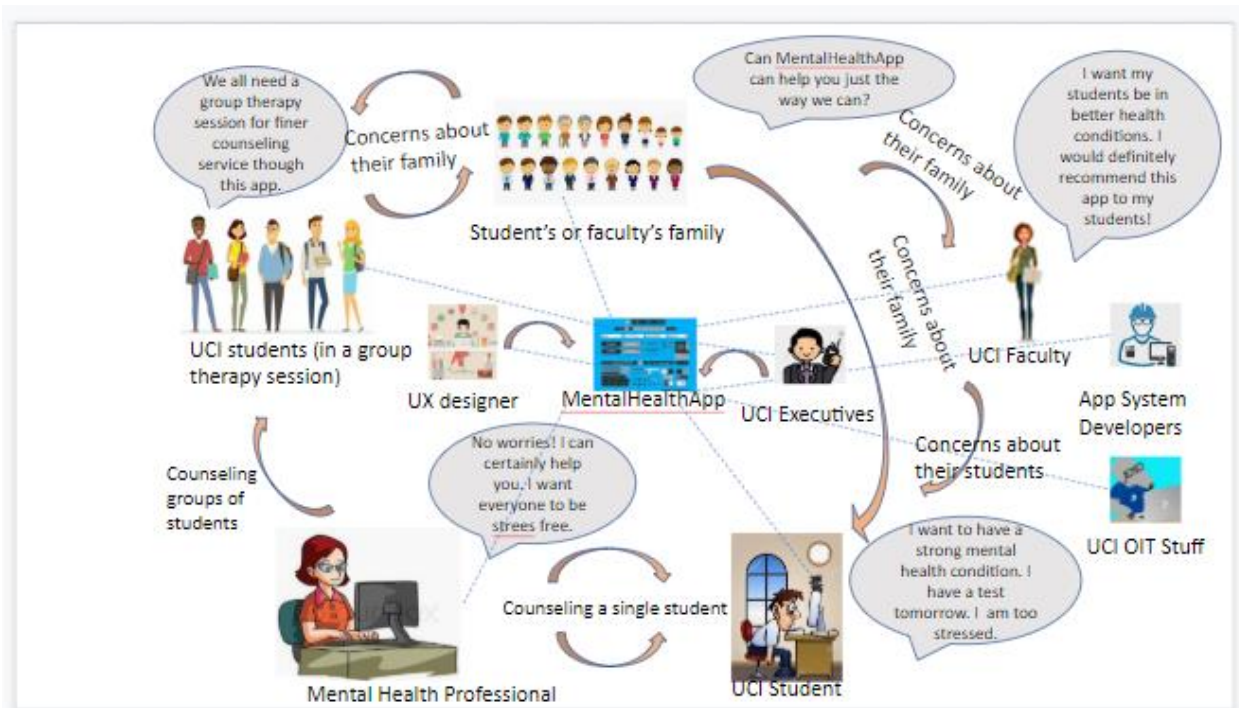 We all need a
group therapy
session for finer
counseling
service though
this app.
Concerns about
their family
Student's or faculty's family
Can MentalHealthApp
can help you just the
way we can?
Concerns about
their family
I want my
students be in
better health
conditions. I
would definitely
recommend this
app to my
students!
UCI students (in a group
therapy session)
UX designer
MentalHealthApp
UCI Executives
Concerns about
their family
UCI Faculty
App System
Developers
Counseling
groups of
students
No worries! I can
certainly help
you, I want
everyone to be
strees free.
Concerns about
their students
UCI OIT Stuff
Mental Health Professional
Counseling a single student
UCI Student
I want to have a
strong mental
health condition. I
have a test
tomorrow. I am too
stressed.